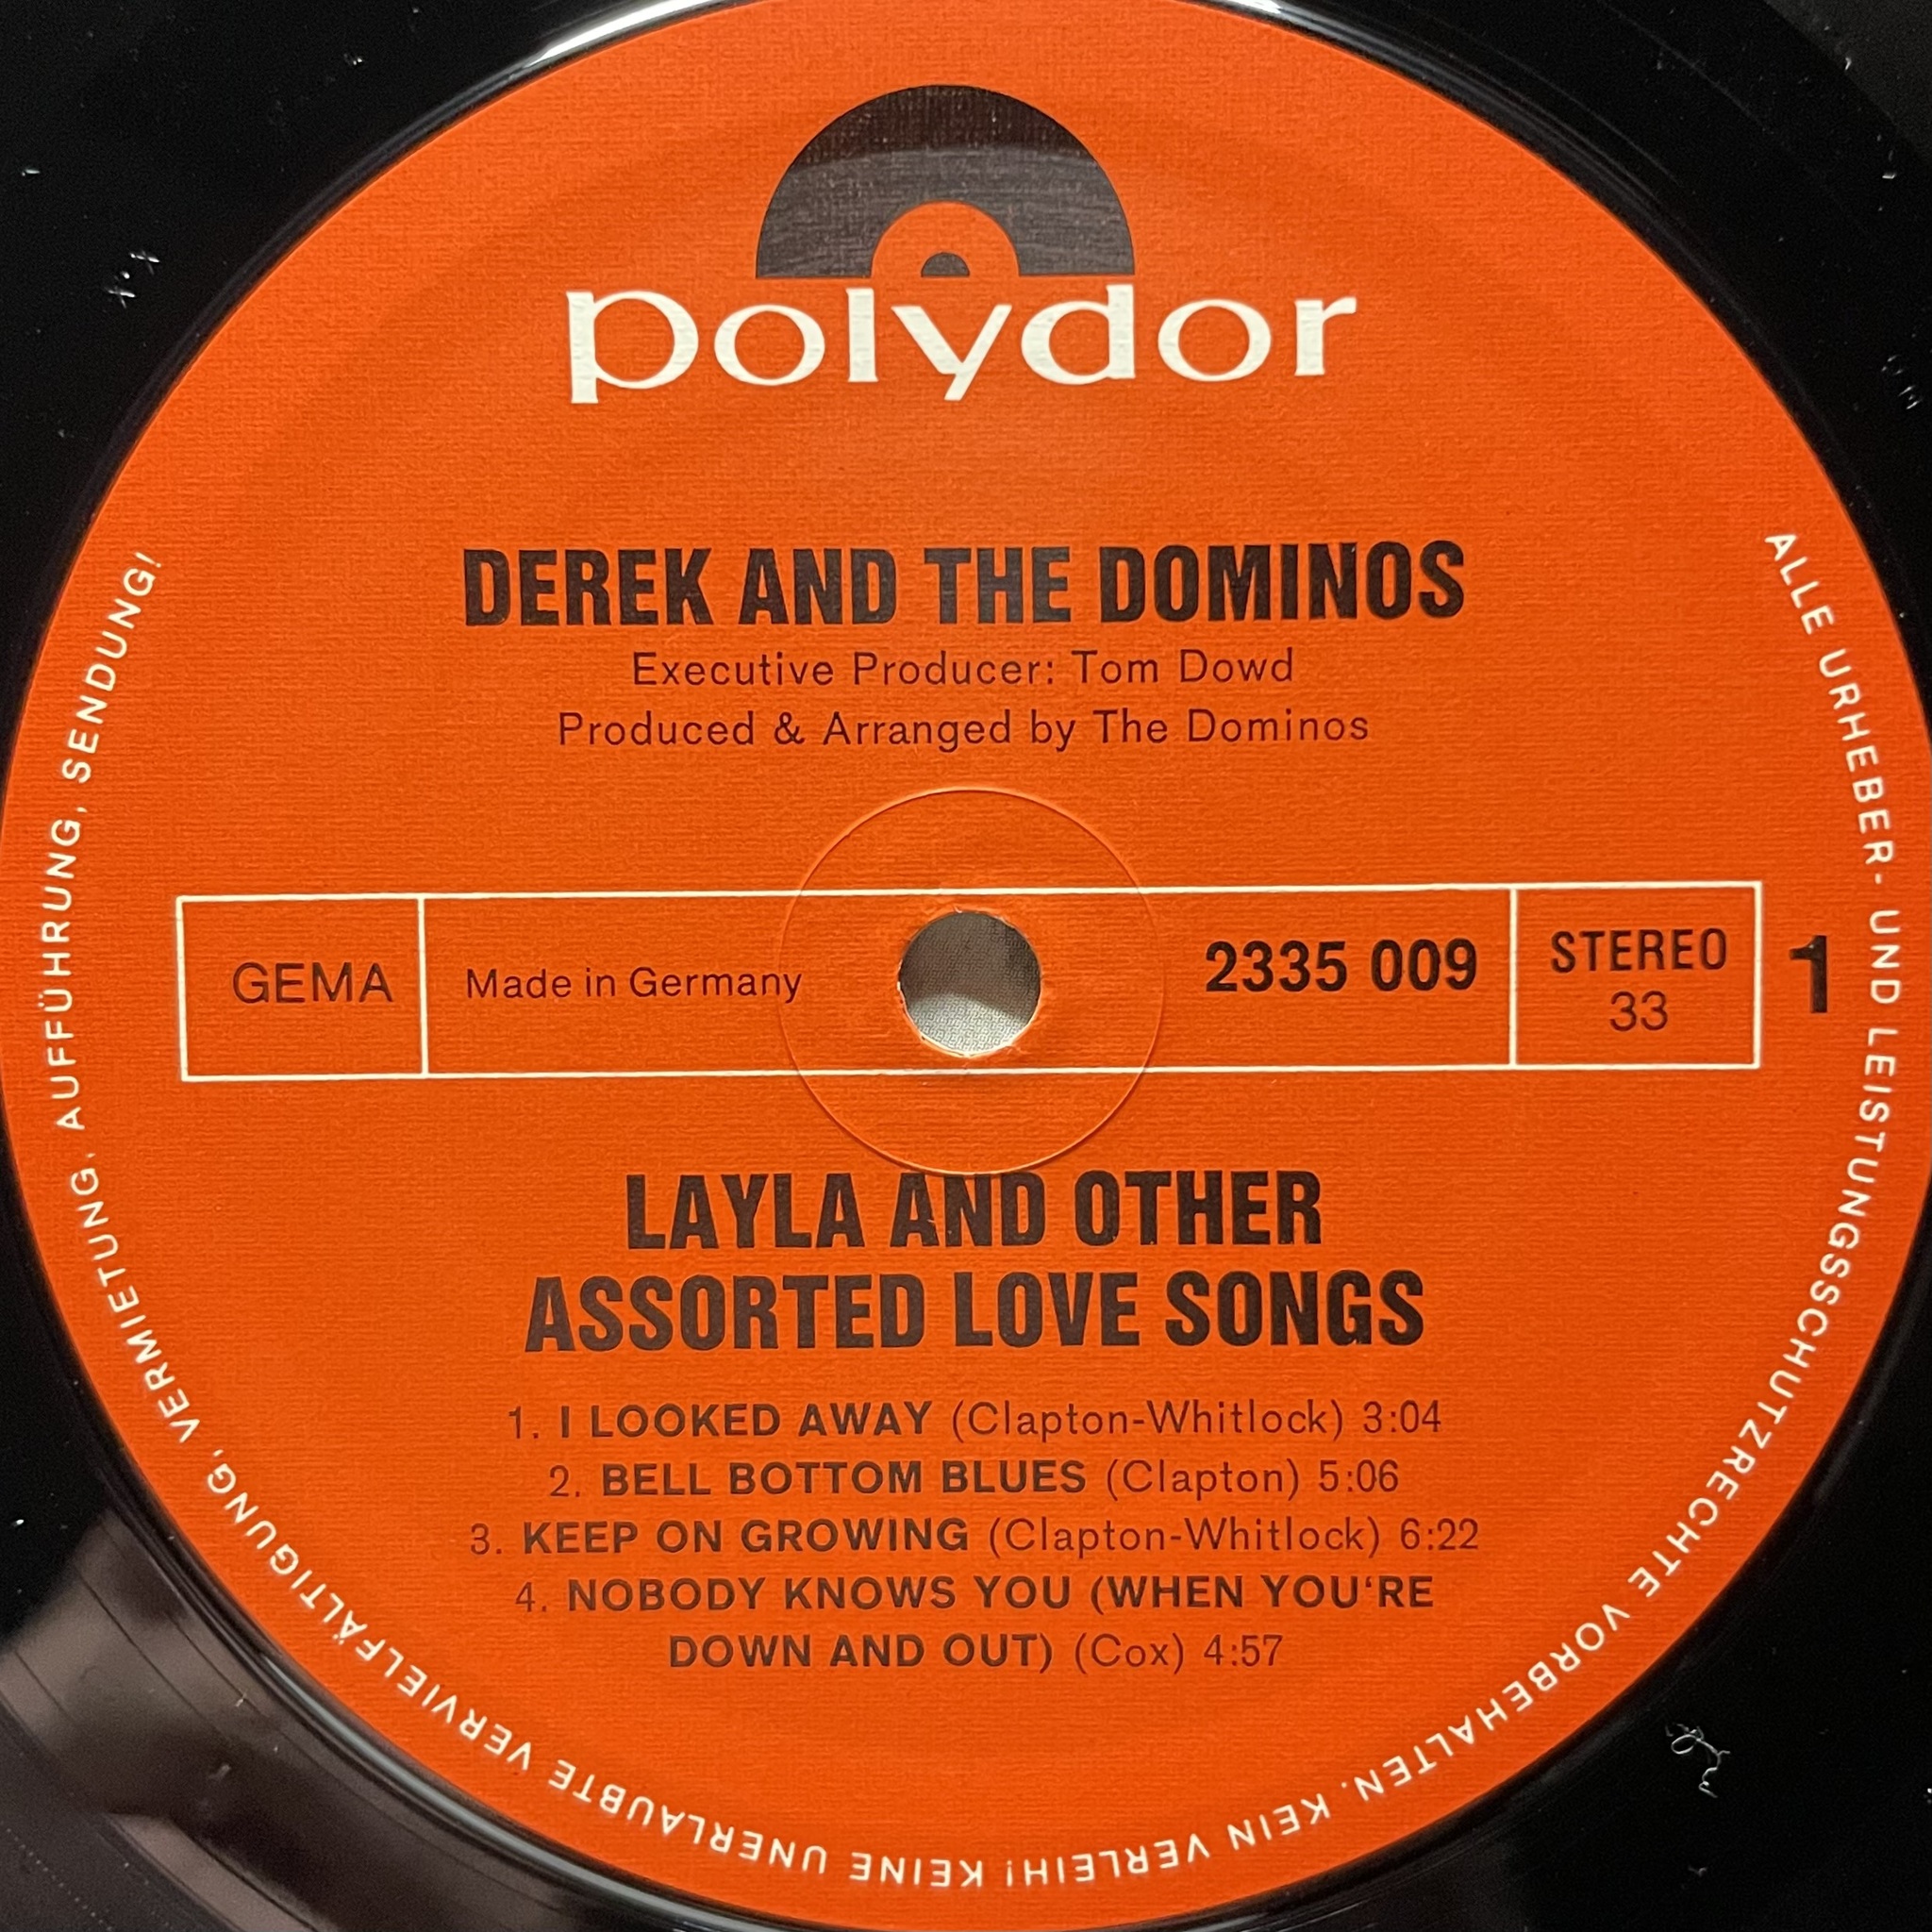 polydor
DEREK AND THE DOMINOS
Executive Producer: Tom Dowd
Produced & Arranged by The Dominos
GEMA
Made in Germany
2335 009
STEREO
33
1
LAYLA AND OTHER
ASSORTED LOVE SONGS
1. I LOOKED AWAY (Clapton-Whitlock) 3:04
2. BELL BOTTOM BLUES (Clapton) 5:06
3. KEEP ON GROWING (Clapton-Whitlock) 6:22
4. NOBODY KNOWS YOU (WHEN YOU‘RE
DOWN AND OUT) (Cox) 4:57
ALLE URHEBER- UND LEISTUNGSSCHUTZRECHTE VORBEHALTEN. KEIN VERLEIH! KEINE UNERLAUBTE VERVIELFÄLTIGUNG, VERMIETUNG, AUFFÜHRUNG, SENDUNG!